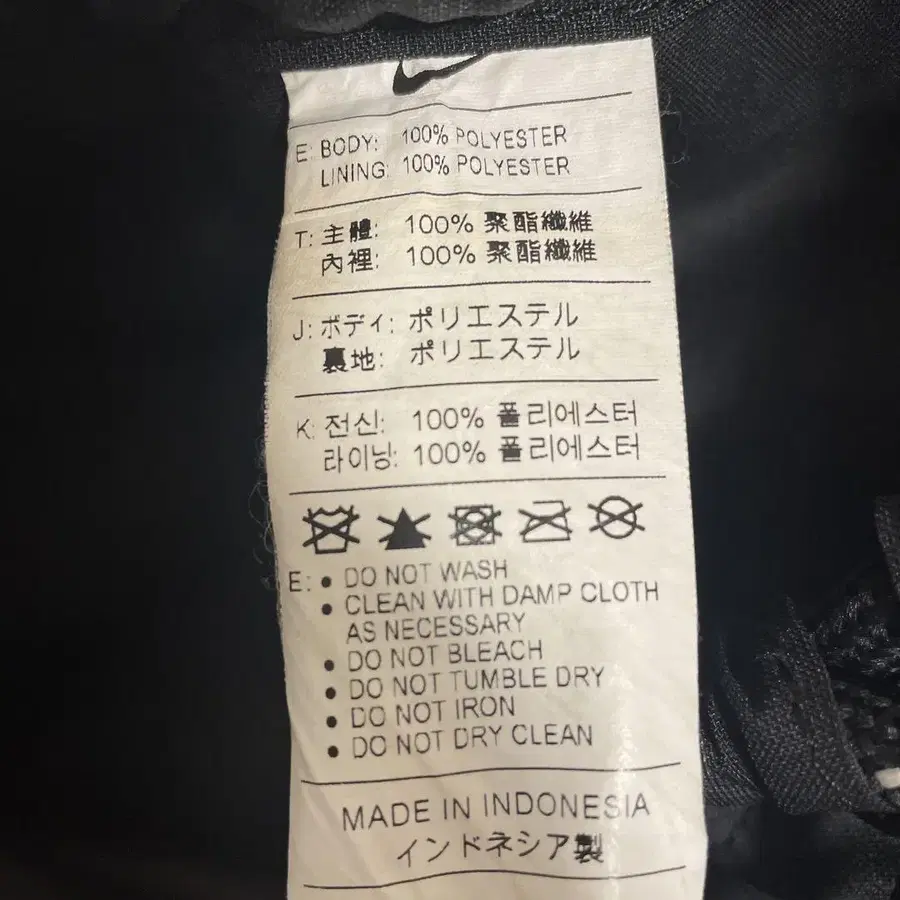 E: BODY: 100% POLYESTER
LINING: 100% POLYESTER
T: 主體: 100% 聚酯纖維
內裡: 100% 聚酯纖維
J: ボディ: ポリエステル
裏地: ポリエステル
K: 전신: 100% 폴리에스터
라이닝: 100% 폴리에스터
E: • DO NOT WASH
• CLEAN WITH DAMP CLOTH
AS NECESSARY
• DO NOT BLEACH
• DO NOT TUMBLE DRY
• DO NOT IRON
• DO NOT DRY CLEAN
MADE IN INDONESIA
インドネシア製